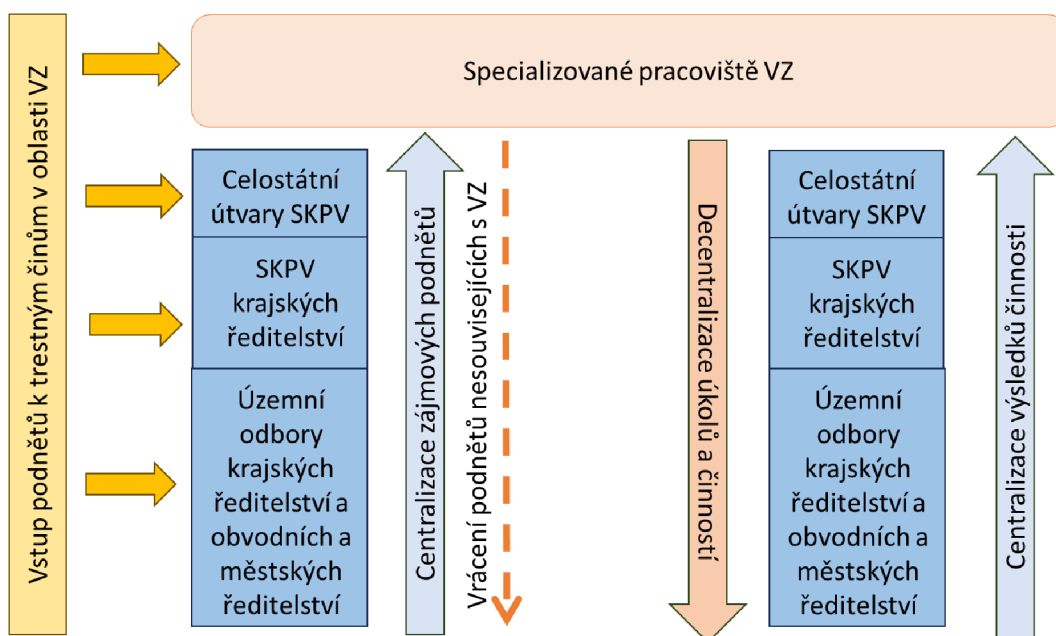 Vstup podnětů k trestným činům v oblasti VZ
Specializované pracoviště VZ
Celostátní
útvary SKPV
SKPV
krajských
ředitelství
Územní
odbory
krajských
ředitelství a
obvodních a
městských
ředitelství
Centralizace zájmových podnětů
Vrácení podnětů nesouvisejících s VZ
Decentralizace úkolů a činností
Celostátní
útvary SKPV
SKPV
krajských
ředitelství
Územní
odbory
krajských
ředitelství a
obvodních a
městských
ředitelství
Centralizace výsledků činnosti